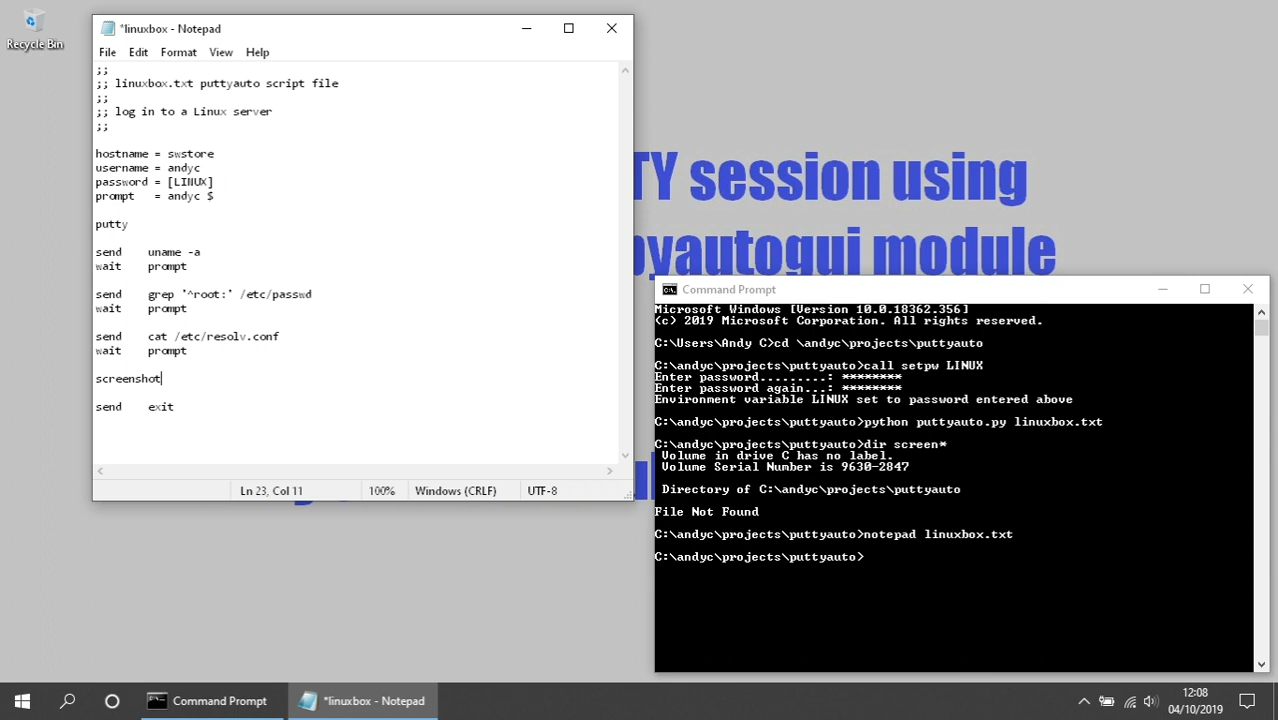 Recycle Bin
*linuxbox - Notepad
File Edit Format View Help
;;
;; linuxbox.txt puttyauto script file
;;
;; log in to a Linux server
;;
hostname = swstore
username = andyc
password = [LINUX]
prompt   = andyc $
putty
send    uname -a
wait    prompt
send    grep '^root:' /etc/passwd
wait    prompt
send    cat /etc/resolv.conf
wait    prompt
screenshot
send    exit
Ln 23, Col 11 100% Windows (CRLF) UTF-8
TY session using
pyautogui module
Command Prompt
Microsoft Windows [Version 10.0.18362.356]
(c) 2019 Microsoft Corporation. All rights reserved.
C:\Users\Andy C>cd \andyc\projects\puttyauto
C:\andyc\projects\puttyauto>call setpw LINUX
Enter password.........: ********
Enter password again...: ********
Environment variable LINUX set to password entered above
C:\andyc\projects\puttyauto>python puttyauto.py linuxbox.txt
C:\andyc\projects\puttyauto>dir screen*
Volume in drive C has no label.
Volume Serial Number is 9630-2847
Directory of C:\andyc\projects\puttyauto
File Not Found
C:\andyc\projects\puttyauto>notepad linuxbox.txt
C:\andyc\projects\puttyauto>
Command Prompt
*linuxbox - Notepad
12:08
04/10/2019